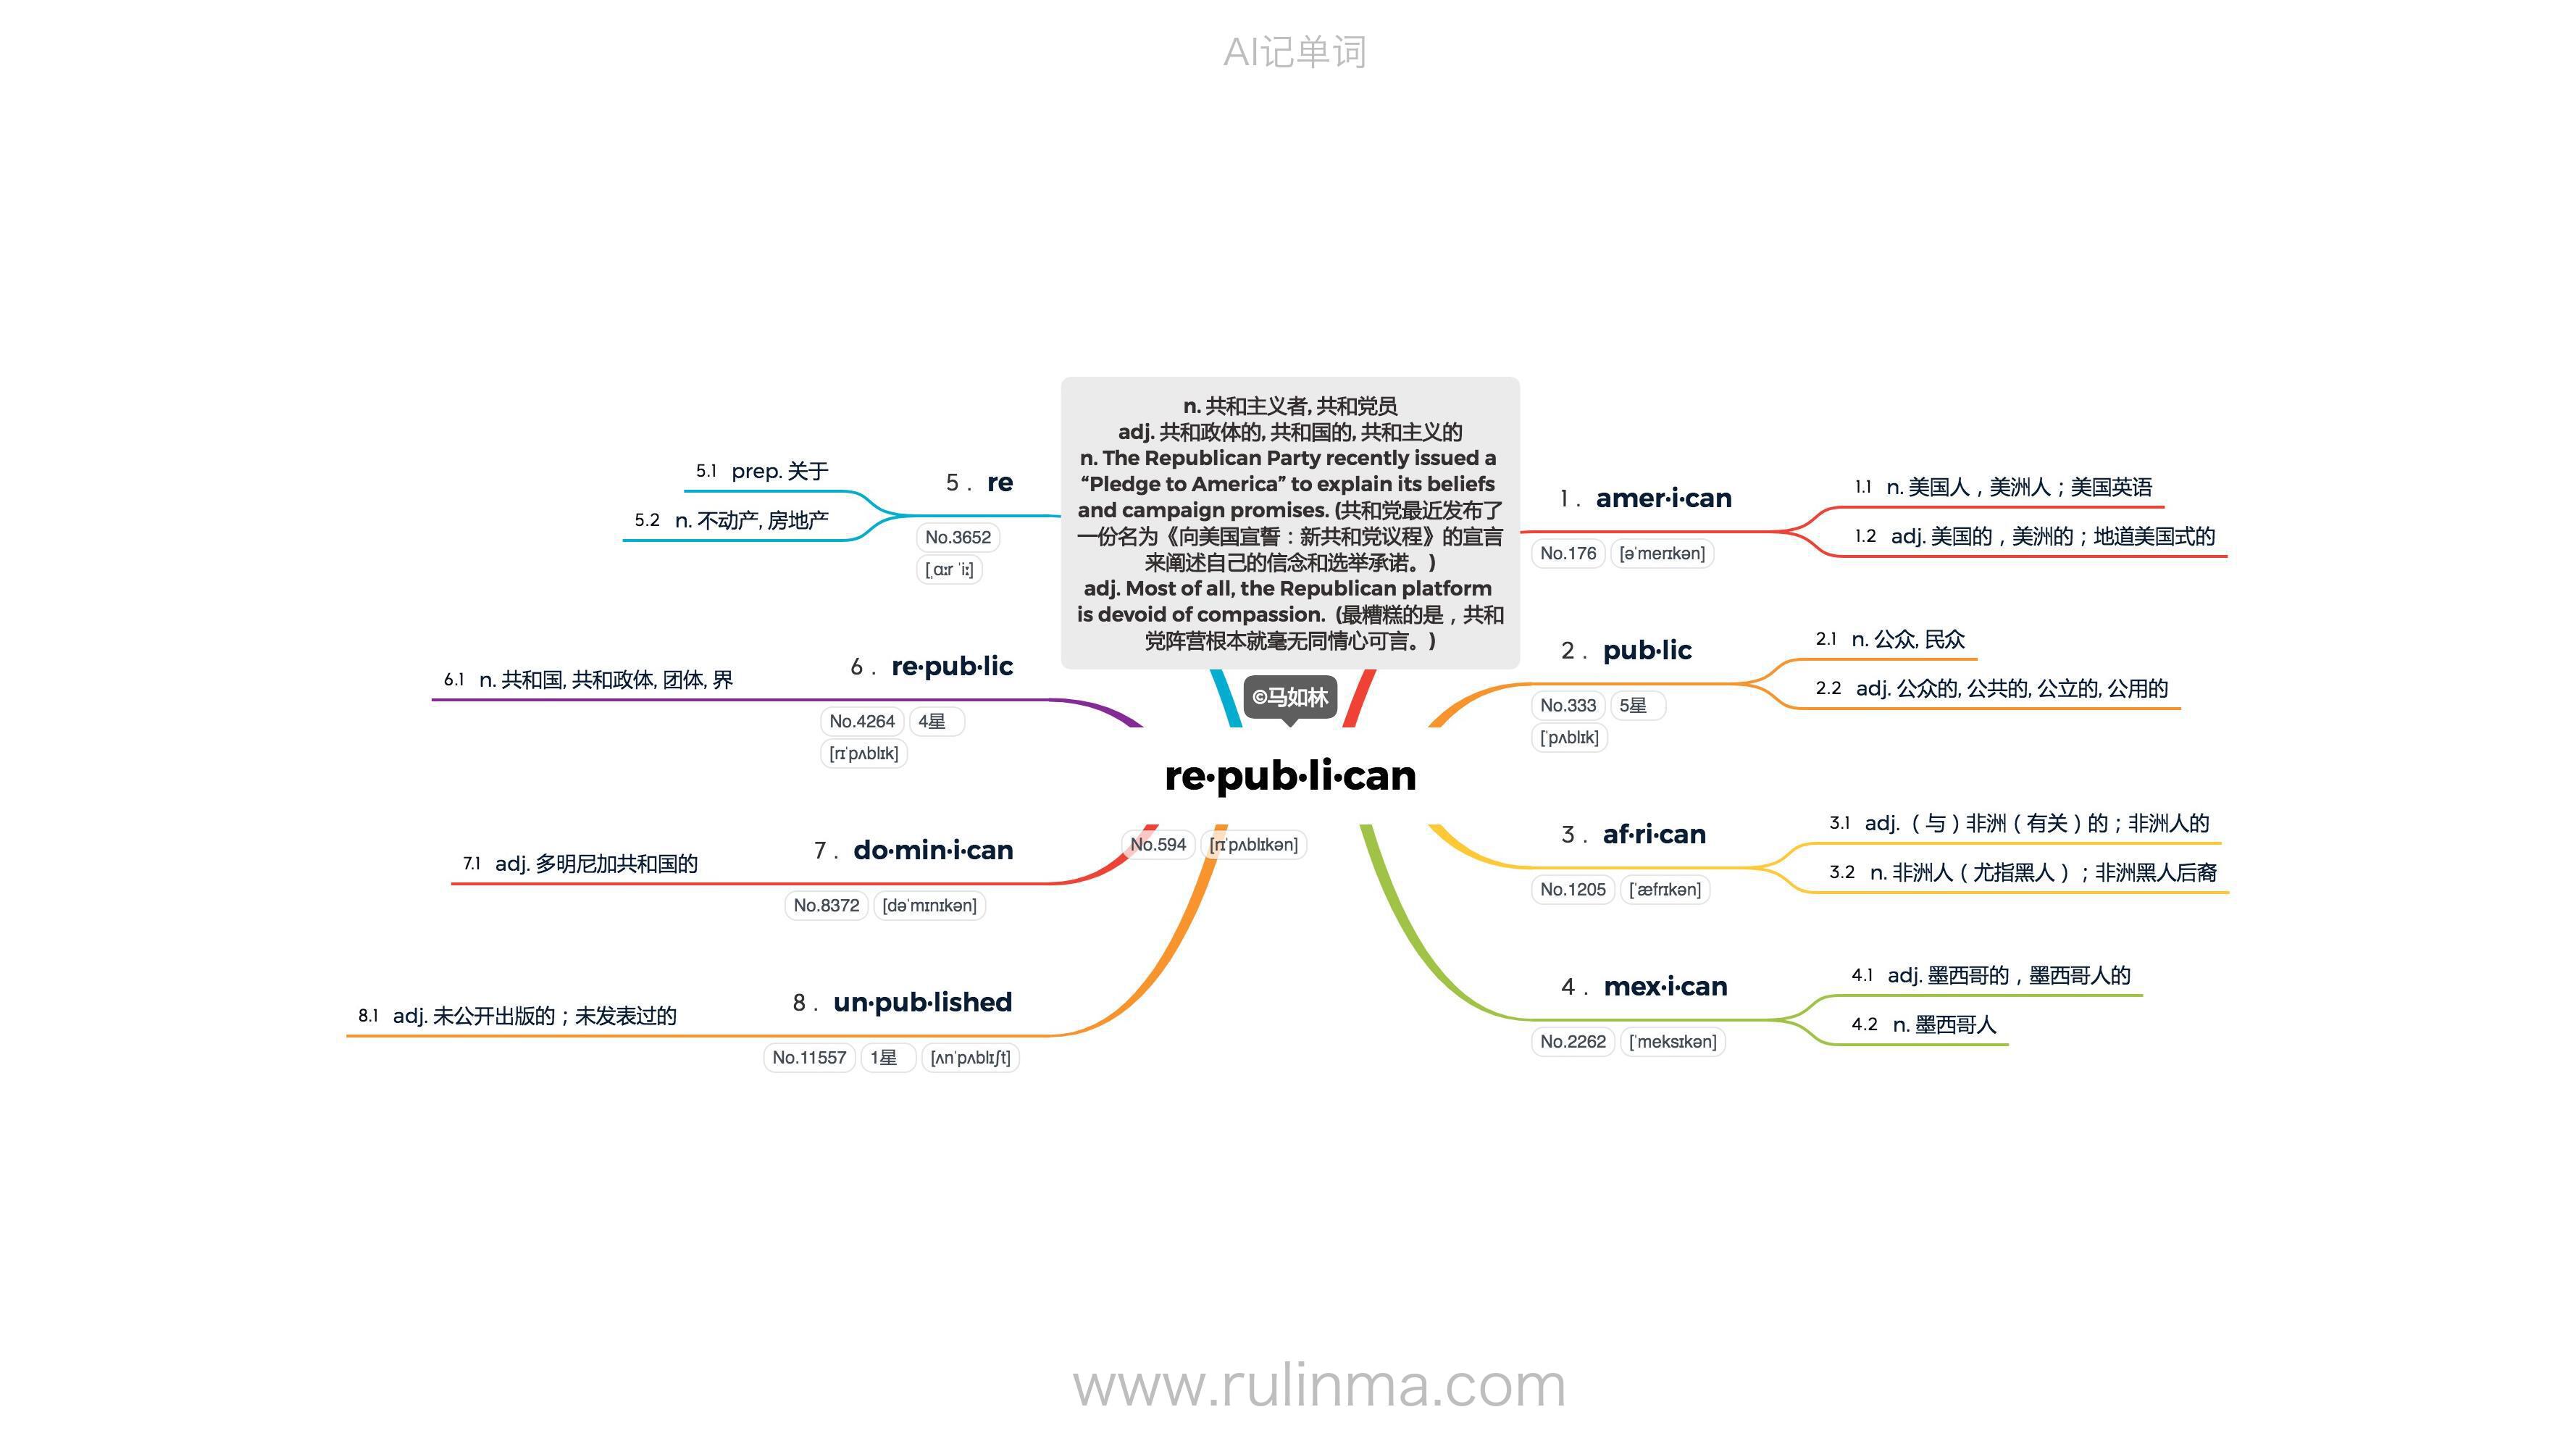 AI记单词
n. 共和主义者, 共和党员
adj. 共和政体的, 共和国的, 共和主义的
n. The Republican Party recently issued a
“Pledge to America” to explain its beliefs
and campaign promises. (共和党最近发布了
一份名为《向美国宣誓：新共和党议程》的宣言
来阐述自己的信念和选举承诺。)
adj. Most of all, the Republican platform
is devoid of compassion. (最糟糕的是，共和
党阵营根本就毫无同情心可言。)
©马如林
re·pub·li·can
No.594 [rɪˈpʌblɪkən]
1. amer·i·can
No.176 [əˈmerɪkən]
1.1 n. 美国人，美洲人；美国英语
1.2 adj. 美国的，美洲的；地道美国式的
2. pub·lic
No.333 5星
[ˈpʌblɪk]
2.1 n. 公众, 民众
2.2 adj. 公众的, 公共的, 公立的, 公用的
3. af·ri·can
No.1205 [ˈæfrɪkən]
3.1 adj.（与）非洲（有关）的；非洲人的
3.2 n. 非洲人（尤指黑人）；非洲黑人后裔
4. mex·i·can
No.2262 [ˈmeksɪkən]
4.1 adj. 墨西哥的，墨西哥人的
4.2 n. 墨西哥人
5. re
No.3652
[ˌɑːr ˈiː]
5.1 prep. 关于
5.2 n. 不动产, 房地产
6. re·pub·lic
No.4264 4星
[rɪˈpʌblɪk]
6.1 n. 共和国, 共和政体, 团体, 界
7. do·min·i·can
No.8372 [dəˈmɪnɪkən]
7.1 adj. 多明尼加共和国的
8. un·pub·lished
No.11557 1星 [ʌnˈpʌblɪʃt]
8.1 adj. 未公开出版的；未发表过的
www.rulinma.com